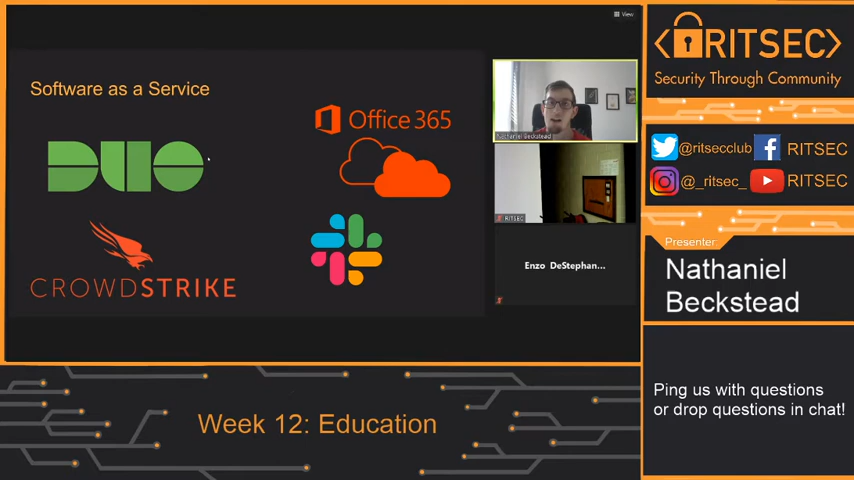 View
Software as a Service
DUO
Office 365
CROWDSTRIKE
Nathaniel Beckstead
RITSEC
Enzo DeStephan...
RITSEC
Security Through Community
@ritsecclub
RITSEC
@_ritsec_
RITSEC
Presenter:
Nathaniel
Beckstead
Ping us with questions
or drop questions in chat!
Week 12: Education